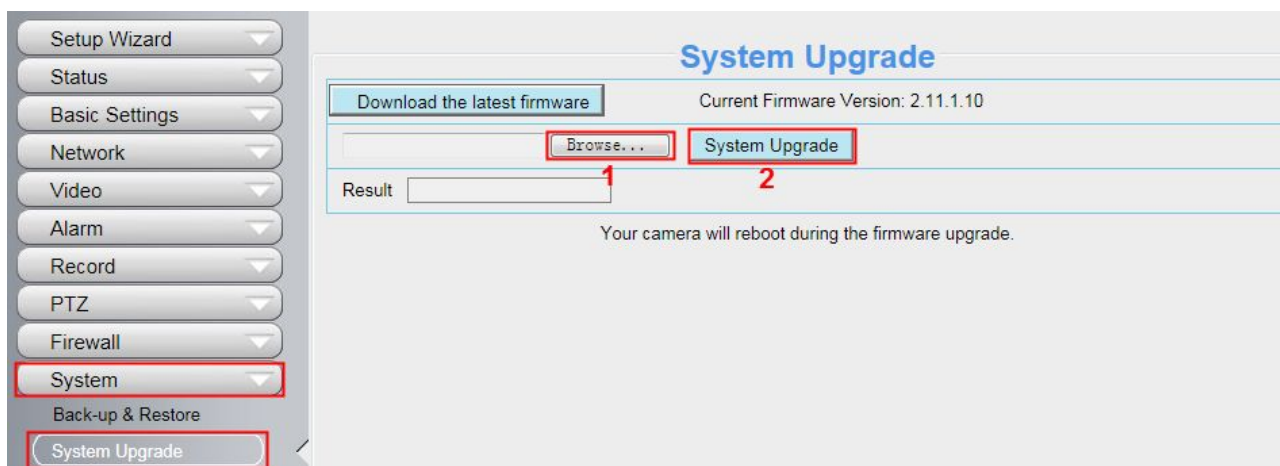 Setup Wizard
Status
Basic Settings
Network
Video
Alarm
Record
PTZ
Firewall
System
Back-up & Restore
System Upgrade
System Upgrade
Download the latest firmware Current Firmware Version: 2.11.1.10
Browse... System Upgrade
1 2
Result
Your camera will reboot during the firmware upgrade.